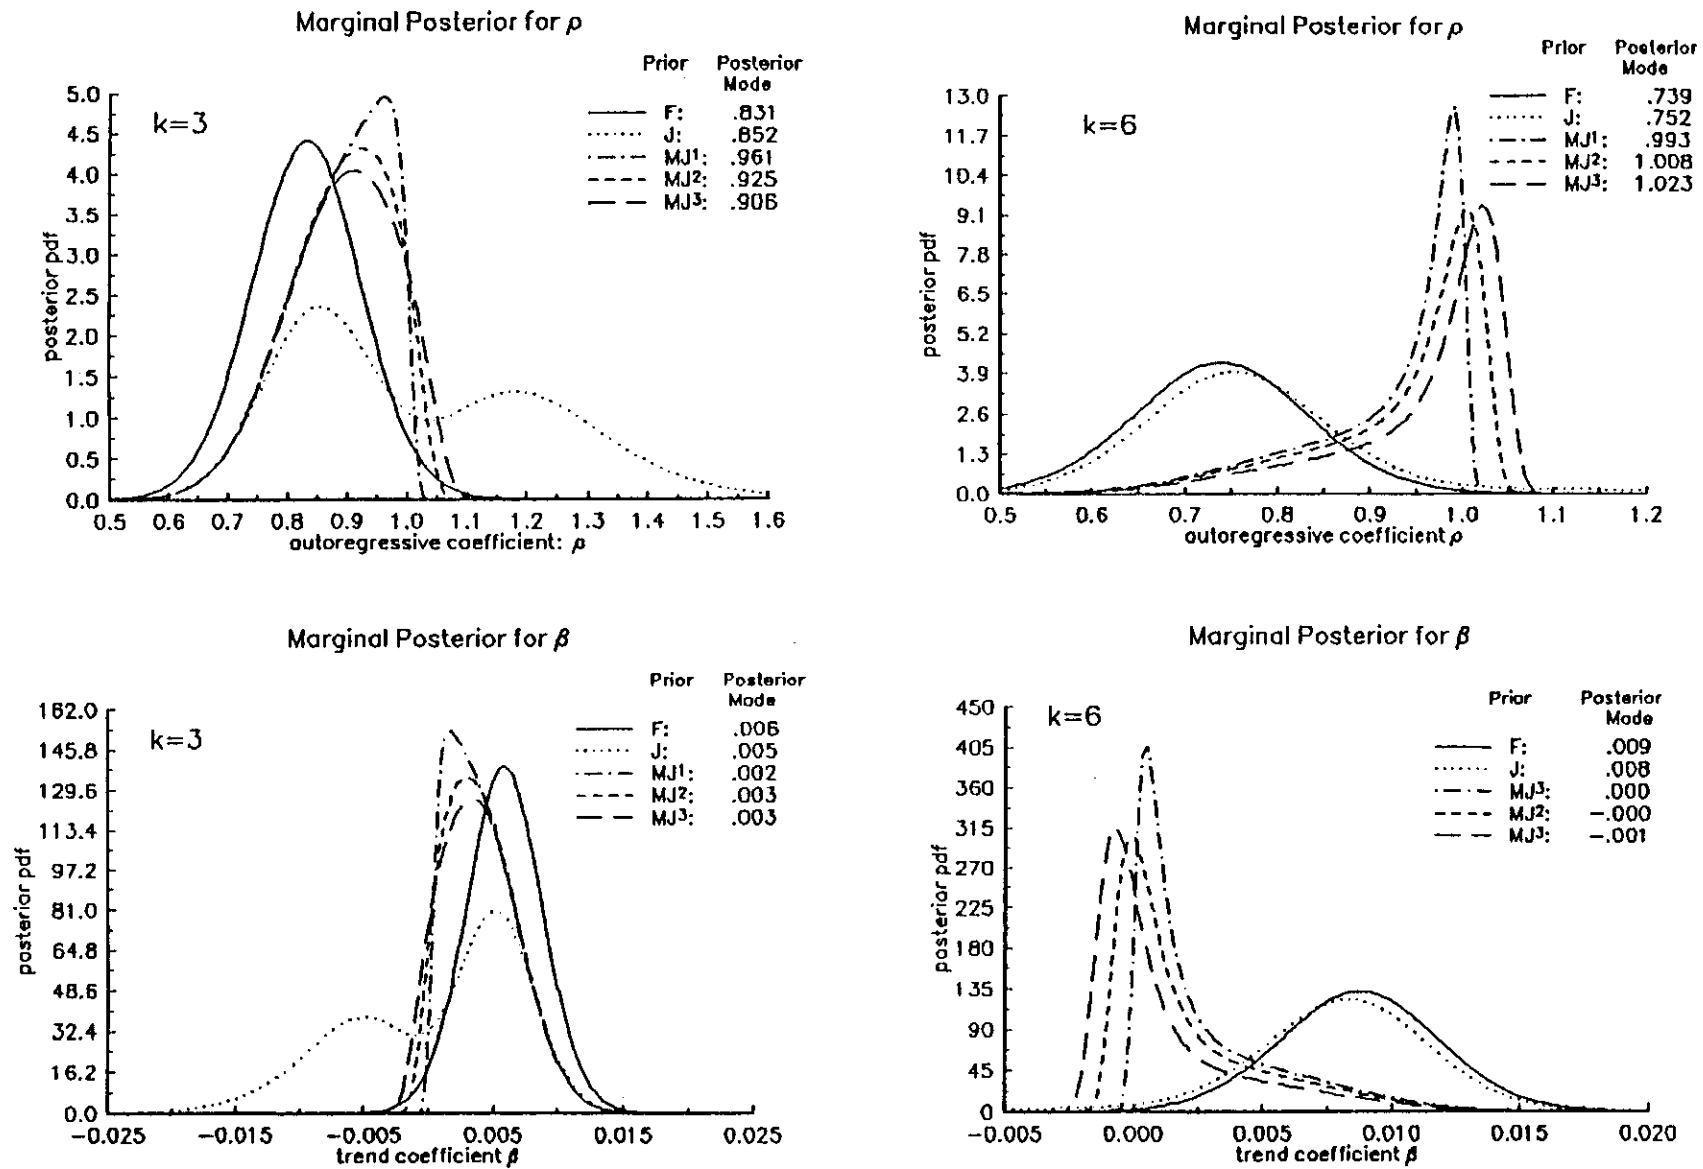 Marginal Posterior for ρ
Prior Posterior Mode
k=3
F: .831
J: .852
MJ¹: .961
MJ²: .925
MJ³: .906
posterior pdf
5.0
4.5
4.0
3.5
3.0
2.5
2.0
1.5
1.0
0.5
0.0
0.5 0.6 0.7 0.8 0.9 1.0 1.1 1.2 1.3 1.4 1.5 1.6
autoregressive coefficient: ρ
Marginal Posterior for ρ
Prior Posterior Mode
k=6
F: .739
J: .752
MJ¹: .993
MJ²: 1.008
MJ³: 1.023
posterior pdf
13.0
11.7
10.4
9.1
7.8
6.5
5.2
3.9
2.6
1.3
0.0
0.5 0.6 0.7 0.8 0.9 1.0 1.1 1.2
autoregressive coefficient ρ
Marginal Posterior for β
Prior Posterior Mode
k=3
F: .006
J: .005
MJ¹: .002
MJ²: .003
MJ³: .003
posterior pdf
162.0
145.8
129.6
113.4
97.2
81.0
64.8
48.6
32.4
16.2
0.0
-0.025 -0.015 -0.005 0.005 0.015 0.025
trend coefficient β
Marginal Posterior for β
Prior Posterior Mode
k=6
F: .009
J: .008
MJ³: .000
MJ²: -.000
MJ³: -.001
posterior pdf
450
405
360
315
270
225
180
135
90
45
0
-0.005 0.000 0.005 0.010 0.015 0.020
trend coefficient β